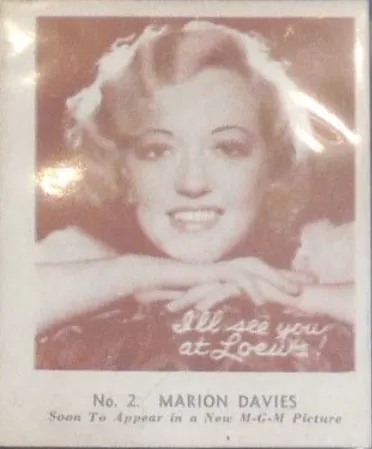 I'll see you
at Loew's!
No. 2. MARION DAVIES
Soon To Appear in a New M-G-M Picture